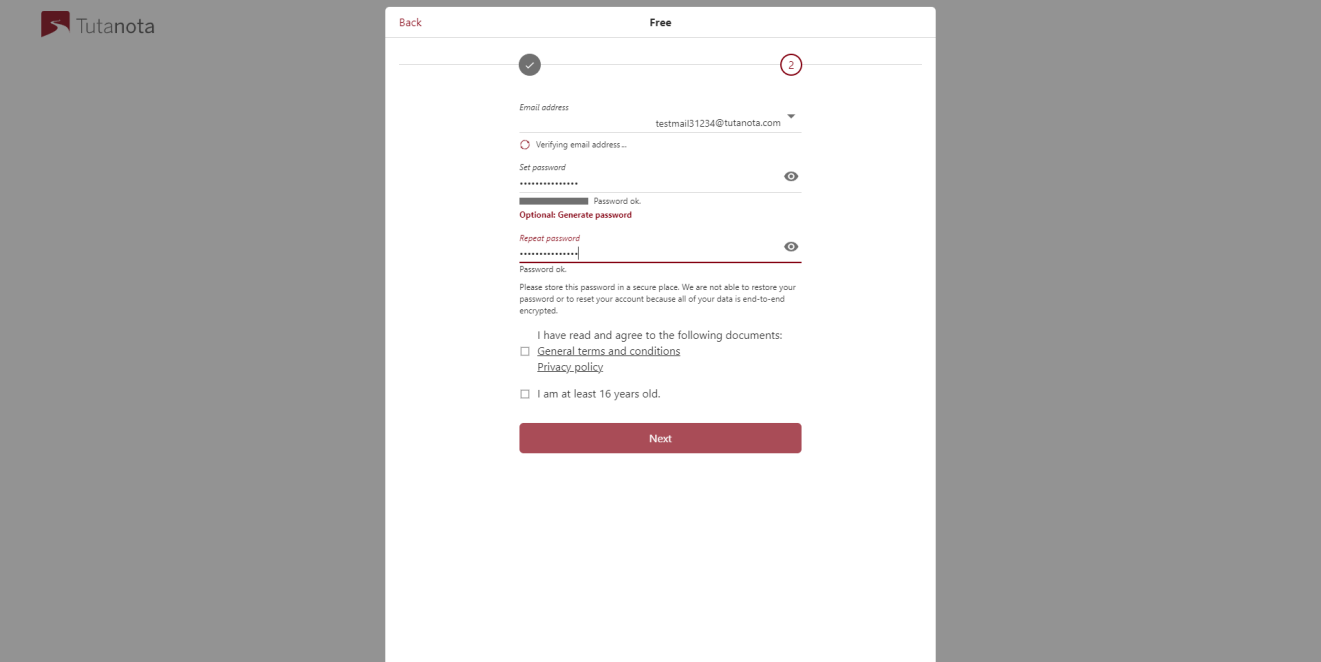 Tutanota
Back
Free
2
Email address
testmail31234@tutanota.com
Verifying email address...
Set password
•••••••••••••••
Password ok.
Optional: Generate password
Repeat password
•••••••••••••••
Password ok.
Please store this password in a secure place. We are not able to restore your
password or to reset your account because all of your data is end-to-end
encrypted.
I have read and agree to the following documents:
General terms and conditions
Privacy policy
I am at least 16 years old.
Next